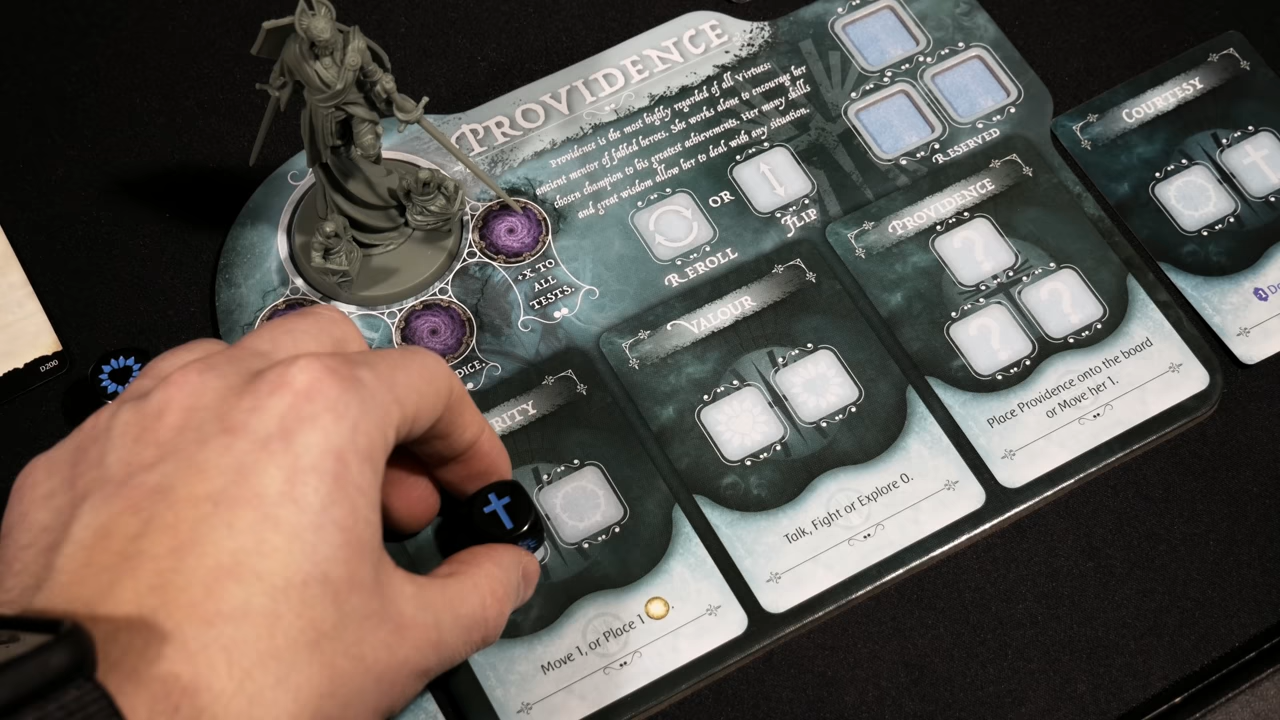 PROVIDENCE
Providence is the most highly regarded of all Virtues:
ancient mentor of fabled heroes. She works alone to encourage her
chosen champion to his greatest achievements. Her many skills
and great wisdom allow her to deal with any situation.
REROLL
OR
FLIP
RESERVED
+X TO
ALL
TESTS.
DICE.
RITY
Move 1, or Place 1 .
VALOUR
Talk, Fight or Explore 0.
PROVIDENCE
? ? ?
Place Providence onto the board
or Move her 1.
COURTESY
D200